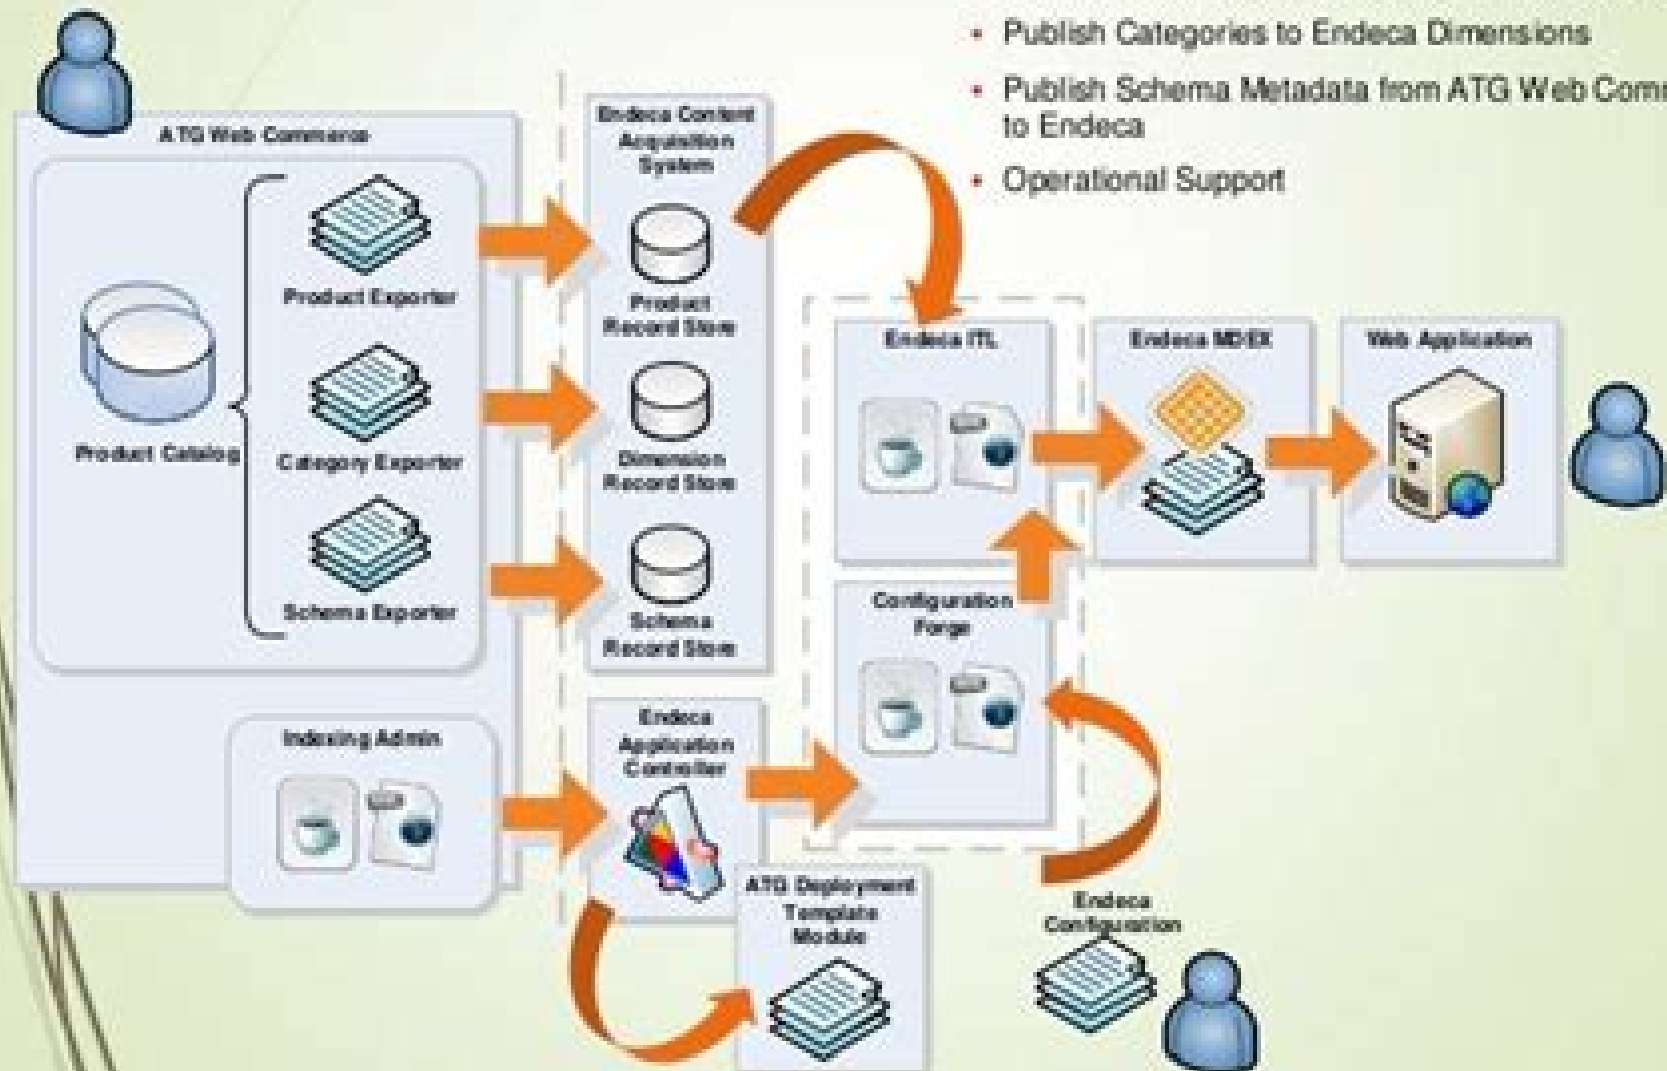 • Publish Categories to Endeca Dimensions
• Publish Schema Metadata from ATG Web Com
to Endeca
• Operational Support
ATG Web Commerce
Product Catalog
Product Exporter
Category Exporter
Schema Exporter
Indexing Admin
Endeca Content
Acquisition
System
Product
Record Store
Dimension
Record Store
Schema
Record Store
Endeca
Application
Controller
ATG Deployment
Template
Module
Endeca ITL
Configuration
Forge
Endeca MDEX
Web Application
Endeca
Configuration